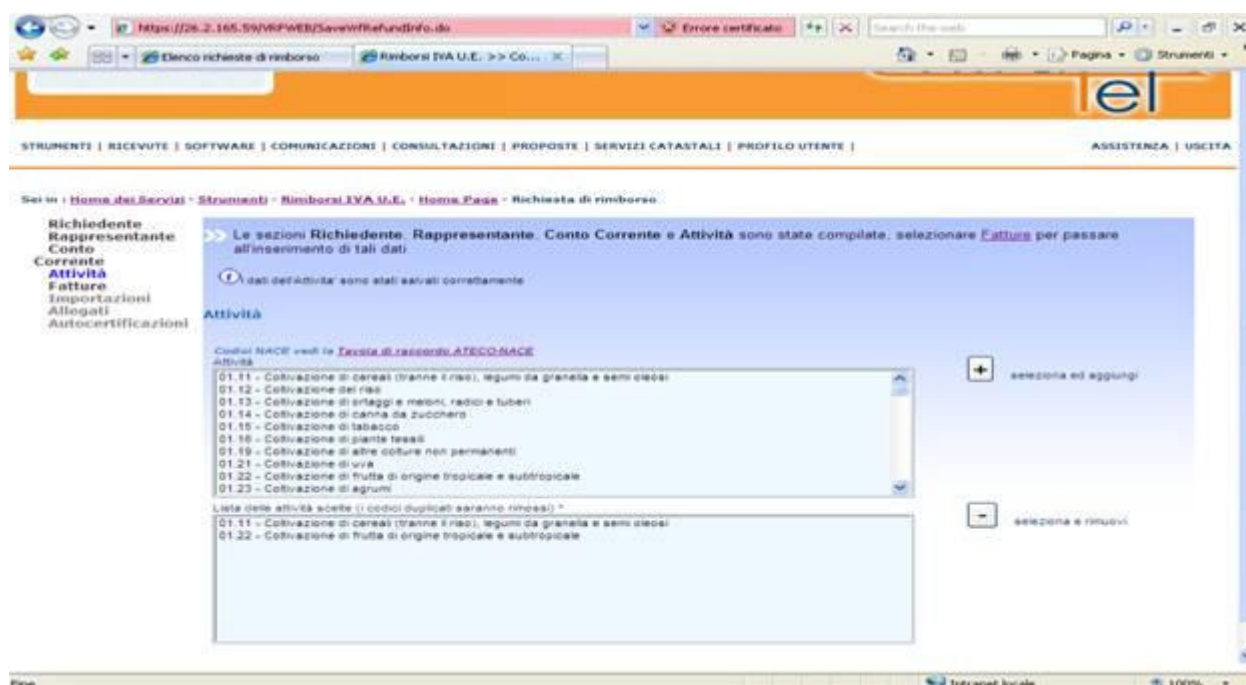 https://26.2.165.59/VRFWEB/SaveVfRefundInfo.do
Errore certificato
Search the web
Elenco richieste di rimborso
Rimborsi IVA U.E. >> Co...
Pagina
Strumenti
Tel
STRUMENTI | RICEVUTE | SOFTWARE | COMUNICAZIONI | CONSULTAZIONI | PROPOSTE | SERVIZI CATASTALI | PROFILO UTENTE |
ASSISTENZA | USCITA
Sei in : Home dei Servizi - Strumenti - Rimborsi IVA U.E. - Home Page - Richiesta di rimborso
Richiedente
Rappresentante
Conto
Corrente
Attività
Fatture
Importazioni
Allegati
Autocertificazioni
Le sezioni Richiedente, Rappresentante, Conto Corrente e Attività sono state compilate, selezionare Fatture per passare
all'inserimento di tali dati
I dati dell'Attivita' sono stati salvati correttamente
Attività
Codici NACE vedi la Tavola di raccordo ATECO-NACE
Attività
01.11 - Coltivazione di cereali (tranne il riso), legumi da granella e semi oleosi
01.12 - Coltivazione del riso
01.13 - Coltivazione di ortaggi e meloni, radici e tuberi
01.14 - Coltivazione di canna da zucchero
01.15 - Coltivazione di tabacco
01.16 - Coltivazione di piante tessili
01.19 - Coltivazione di altre colture non permanenti
01.21 - Coltivazione di uva
01.22 - Coltivazione di frutta di origine tropicale e subtropicale
01.23 - Coltivazione di agrumi
+ seleziona ed aggiungi
Lista delle attività scelte (i codici duplicati saranno rimossi) *
01.11 - Coltivazione di cereali (tranne il riso), legumi da granella e semi oleosi
01.22 - Coltivazione di frutta di origine tropicale e subtropicale
- seleziona e rimuovi
Fine
Intranet locale
100%